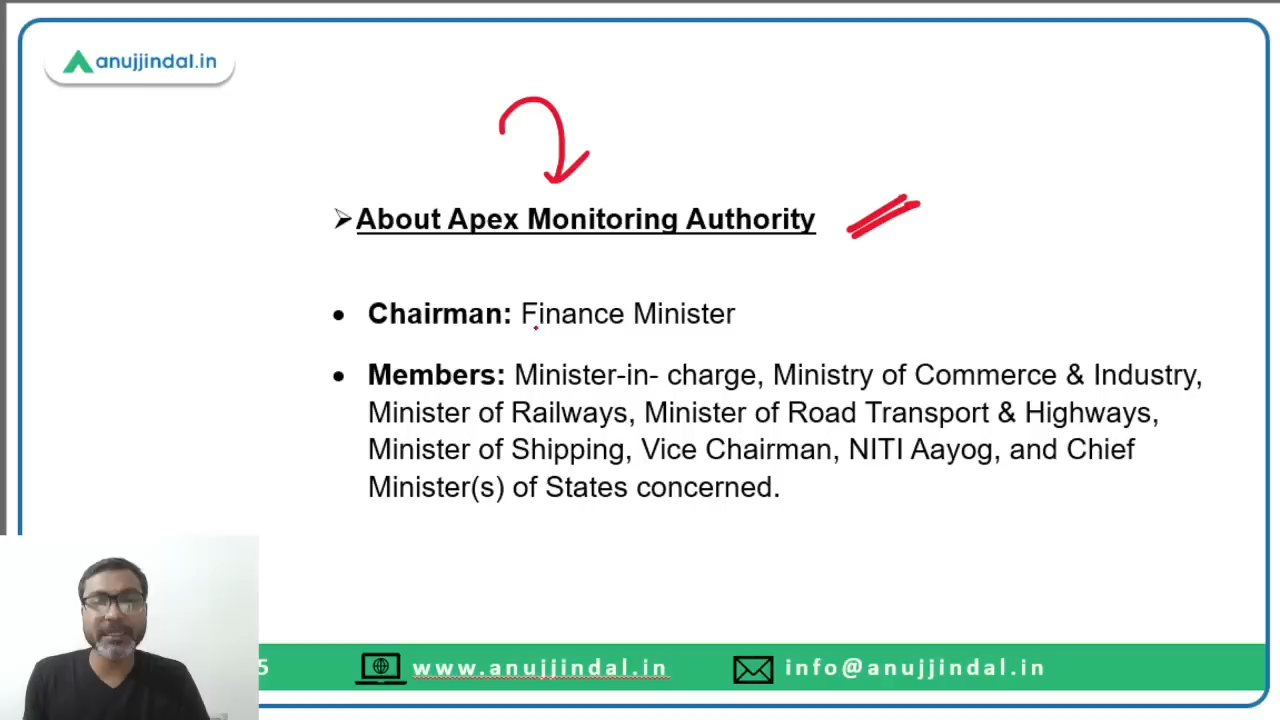 anujjindal.in
➢About Apex Monitoring Authority
• Chairman: Finance Minister
• Members: Minister-in- charge, Ministry of Commerce & Industry,
Minister of Railways, Minister of Road Transport & Highways,
Minister of Shipping, Vice Chairman, NITI Aayog, and Chief
Minister(s) of States concerned.
5 www.anujjindal.in info@anujjindal.in